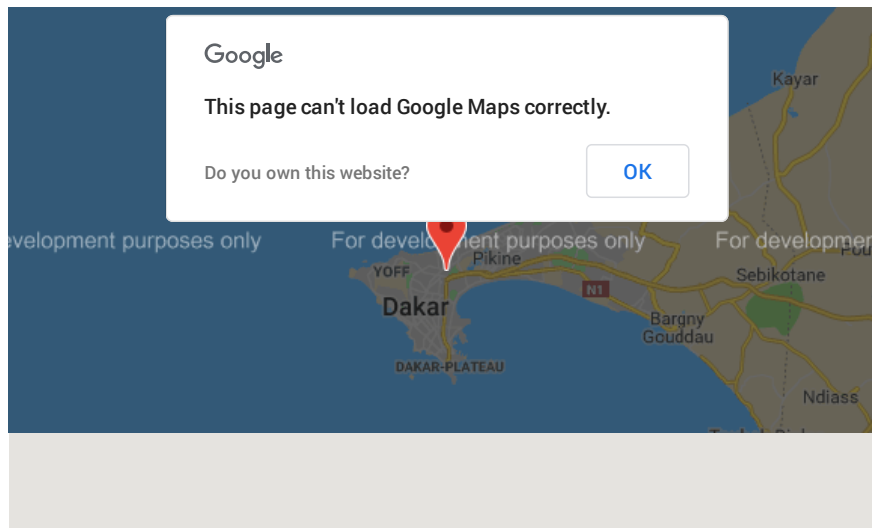 Google
This page can't load Google Maps correctly.
Do you own this website?
OK
Kayar
evelopment purposes only
For development purposes only
For developmen
YOFF
Pikine
Sebikotane
N1
Dakar
Bargny
Gouddau
DAKAR-PLATEAU
Ndiass